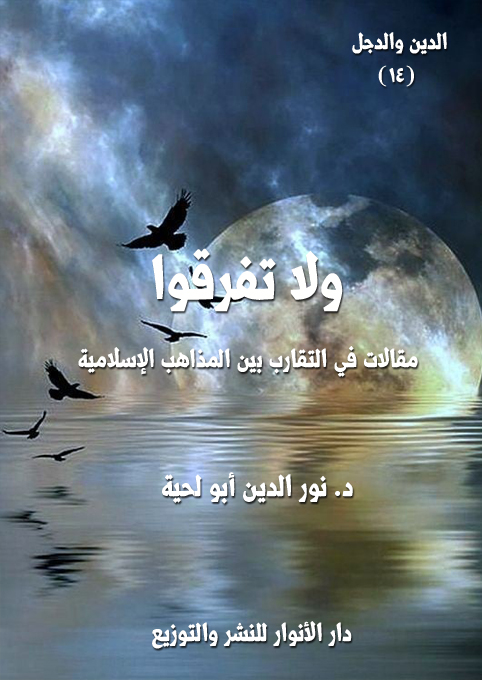 الدين والدجل
(١٤)
ولا تفرقوا
مقالات في التقارب بين المذاهب الإسلامية
د. نور الدين أبو لحية
دار الأنوار للنشر والتوزيع